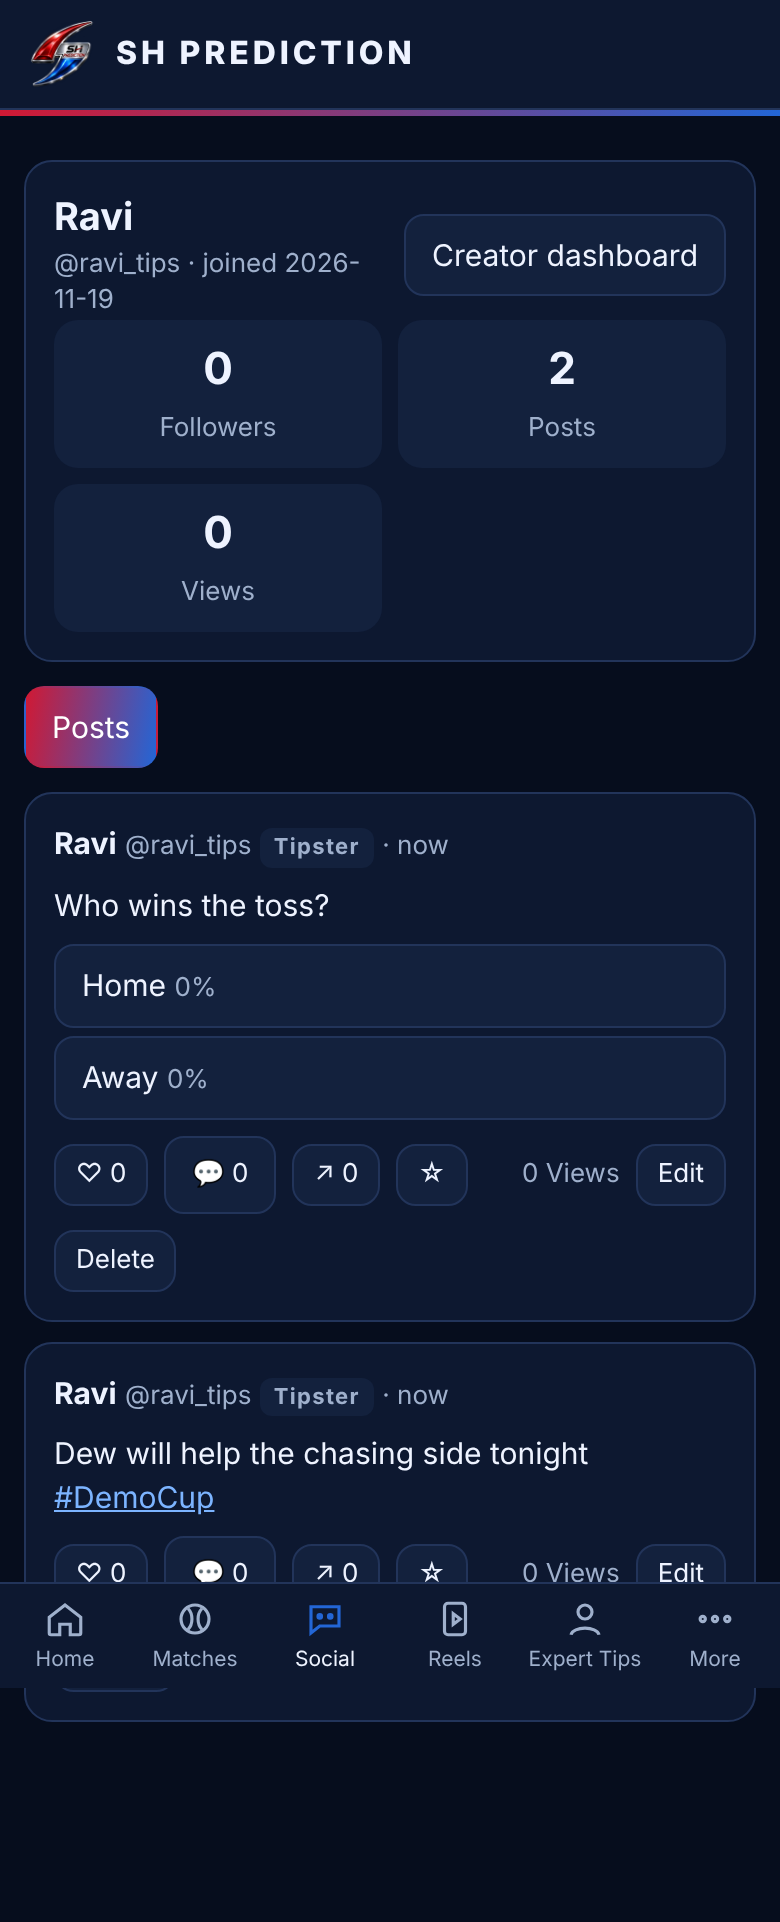 SH
SH PREDICTION
Ravi
@ravi_tips · joined 2026-
11-19
Creator dashboard
0
Followers
2
Posts
0
Views
Posts
Ravi @ravi_tips Tipster · now
Who wins the toss?
Home 0%
Away 0%
♡ 0 💬 0 ↗ 0 ☆ 0 Views Edit
Delete
Ravi @ravi_tips Tipster · now
Dew will help the chasing side tonight
#DemoCup
♡ 0 💬 0 ↗ 0 ☆ 0 Views Edit
Home Matches Social Reels Expert Tips More